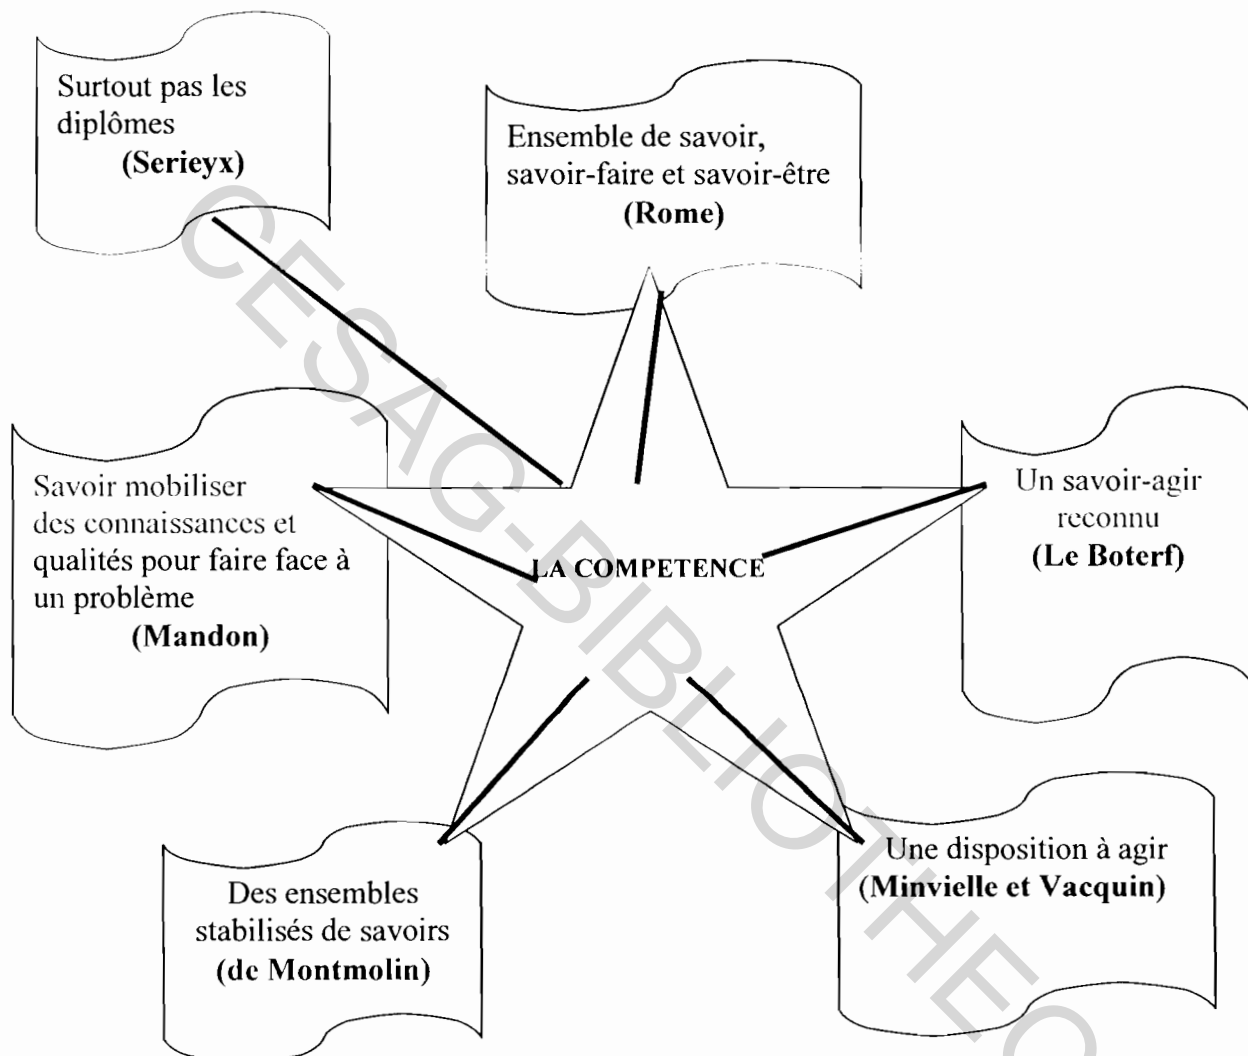 Surtout pas les
diplômes
(Serieyx)
Ensemble de savoir,
savoir-faire et savoir-être
(Rome)
Savoir mobiliser
des connaissances et
qualités pour faire face à
un problème
(Mandon)
Un savoir-agir
reconnu
(Le Boterf)
LA COMPETENCE
Des ensembles
stabilisés de savoirs
(de Montmolin)
Une disposition à agir
(Minvielle et Vacquin)
CESAG-BIBLIOTHEQ